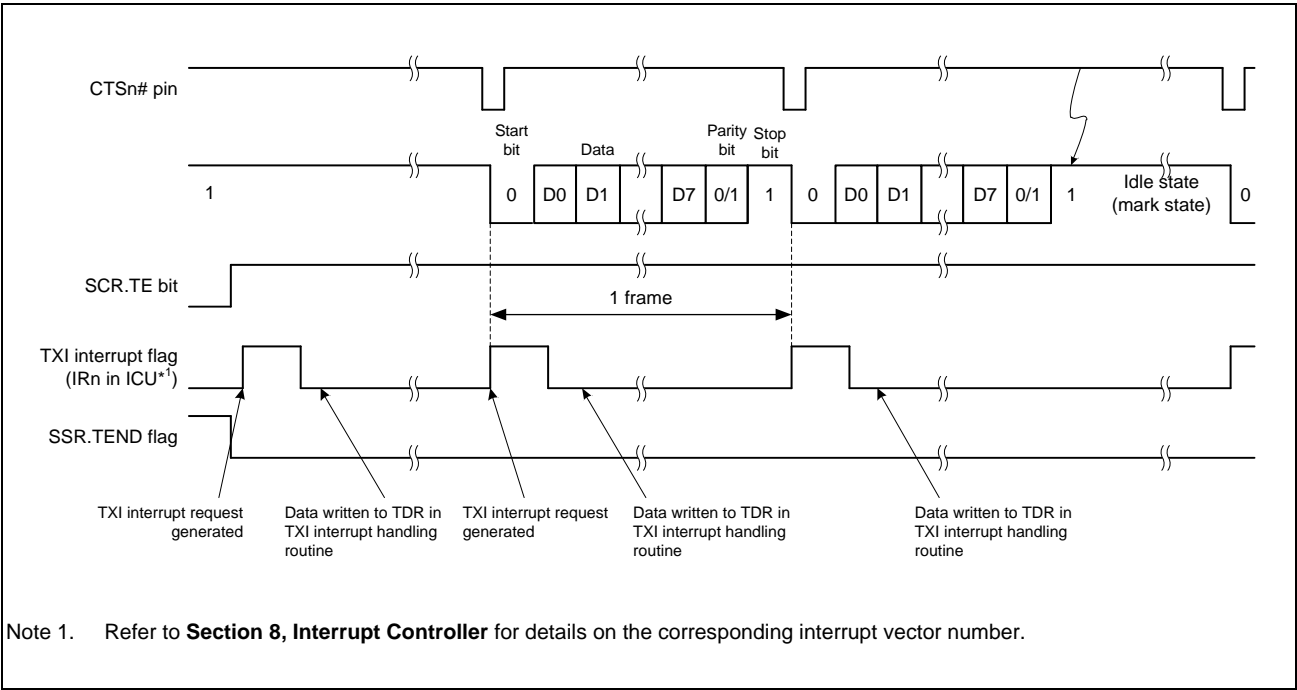 CTSn# pin
Start
bit
Data
Parity
bit
Stop
bit
1
0
D0
D1
D7
0/1
1
0
D0
D1
D7
0/1
1
Idle state
(mark state)
0
SCR.TE bit
1 frame
TXI interrupt flag
(IRn in ICU*1)
SSR.TEND flag
TXI interrupt request
generated
Data written to TDR in
TXI interrupt handling
routine
TXI interrupt request
generated
Data written to TDR in
TXI interrupt handling
routine
Data written to TDR in
TXI interrupt handling
routine
Note 1. Refer to Section 8, Interrupt Controller for details on the corresponding interrupt vector number.